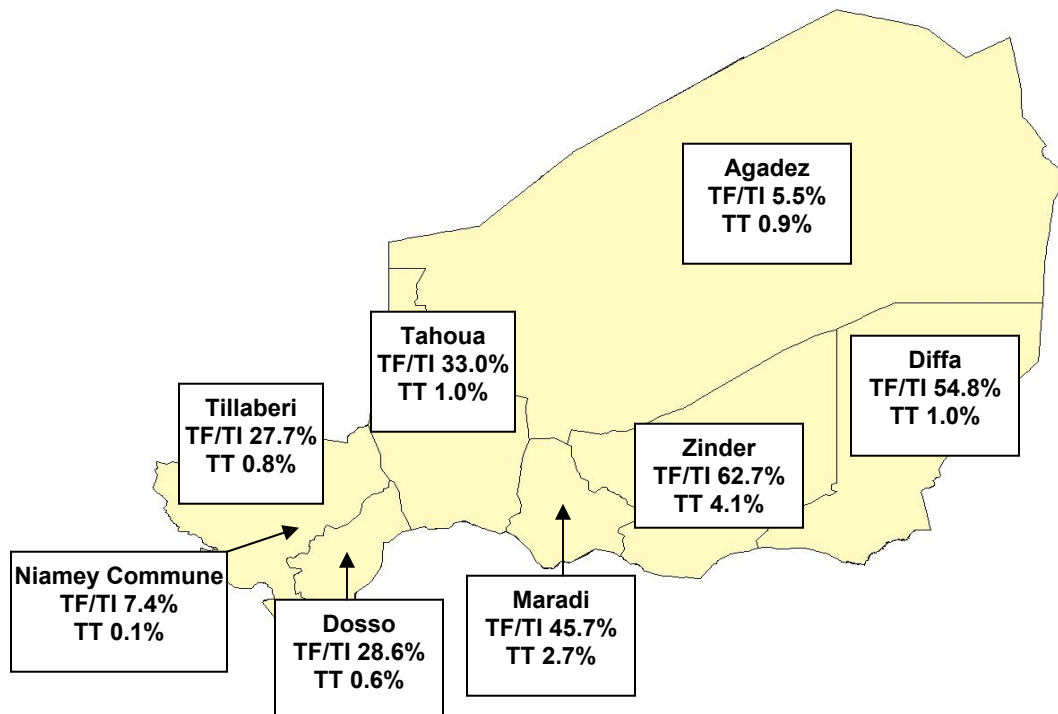 Agadez
TF/TI 5.5%
TT 0.9%
Tahoua
TF/TI 33.0%
TT 1.0%
Diffa
TF/TI 54.8%
TT 1.0%
Tillaberi
TF/TI 27.7%
TT 0.8%
Zinder
TF/TI 62.7%
TT 4.1%
Niamey Commune
TF/TI 7.4%
TT 0.1%
Dosso
TF/TI 28.6%
TT 0.6%
Maradi
TF/TI 45.7%
TT 2.7%